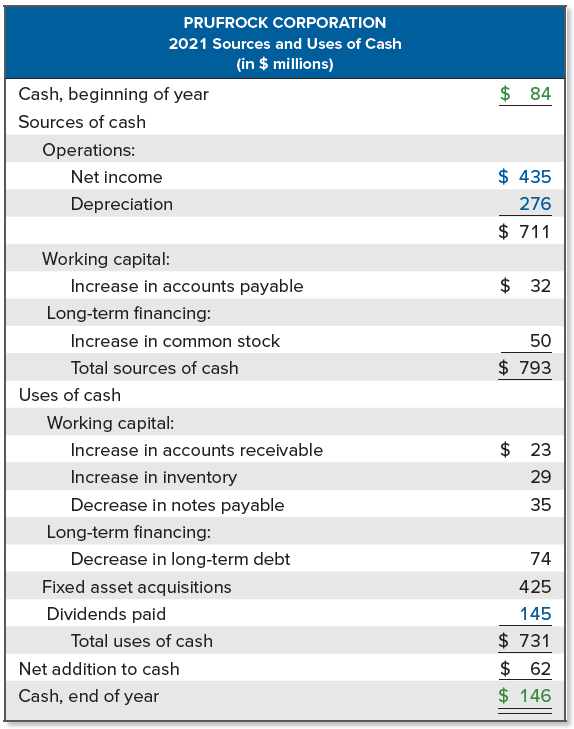 PRUFROCK CORPORATION
2021 Sources and Uses of Cash
(in $ millions)
Cash, beginning of year $ 84
Sources of cash
Operations:
Net income $ 435
Depreciation 276
$ 711
Working capital:
Increase in accounts payable $ 32
Long-term financing:
Increase in common stock 50
Total sources of cash $ 793
Uses of cash
Working capital:
Increase in accounts receivable $ 23
Increase in inventory 29
Decrease in notes payable 35
Long-term financing:
Decrease in long-term debt 74
Fixed asset acquisitions 425
Dividends paid 145
Total uses of cash $ 731
Net addition to cash $ 62
Cash, end of year $ 146